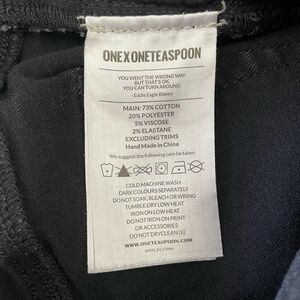 ONEXONETEASPOON
YOU WENT THE WRONG WAY
BUT THAT'S OK.
YOU CAN TURN AROUND.
- Eddie Eagle Blakey
MAIN: 73% COTTON
20% POLYESTER
5% VISCOSE
2% ELASTANE
EXCLUDING TRIMS
Hand Made in China
We suggest the following care be taken:
COLD MACHINE WASH
DARK COLOURS SEPARATELY
DO NOT SOAK, BLEACH OR WRING
TUMBLE DRY LOW HEAT
IRON ON LOW HEAT
DO NOT IRON ON PRINT
OR ACCESSORIES
DO NOT DRYCLEAN (X)
WWW.ONETEASPOON.COM